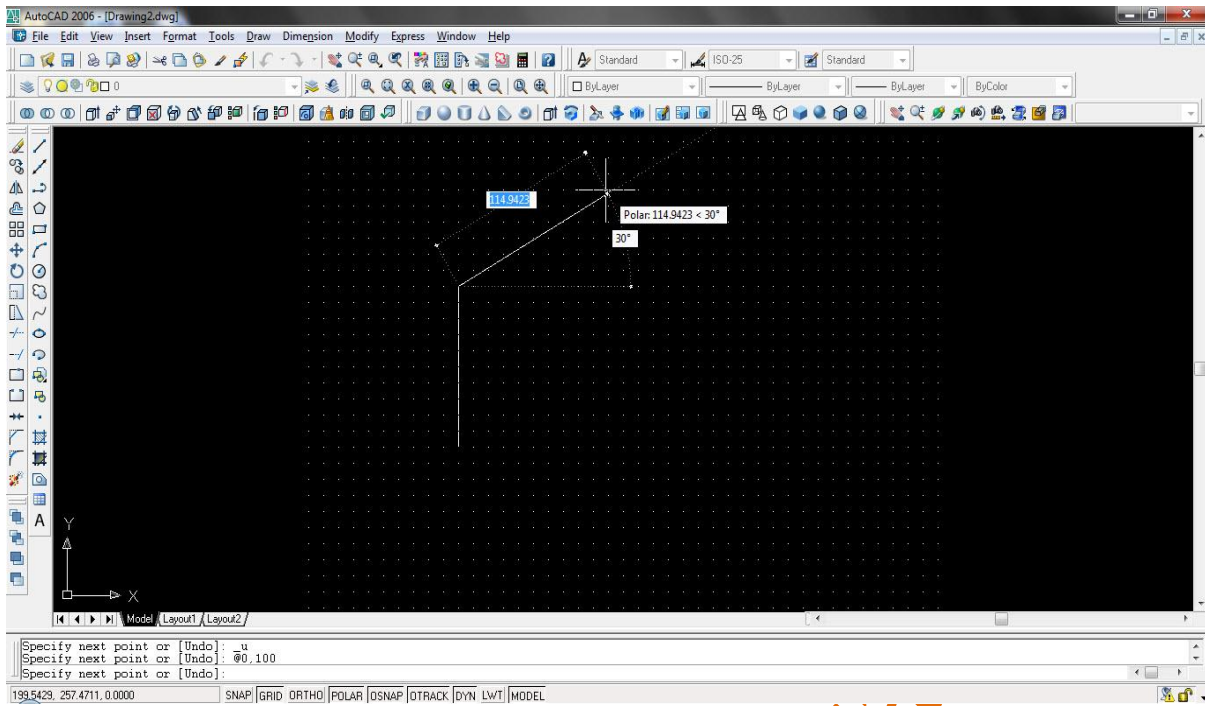 AutoCAD 2006 - [Drawing2.dwg]
File Edit View Insert Format Tools Draw Dimension Modify Express Window Help
Standard ISO-25 Standard
0 ByLayer ByLayer ByLayer ByColor
114.9423
Polar: 114.9423 < 30°
30°
A
Y
X
Model Layout1 Layout2
Specify next point or [Undo]: _u
Specify next point or [Undo]: @0,100
Specify next point or [Undo]:
199.5429, 257.4711, 0.0000 SNAP GRID ORTHO POLAR OSNAP OTRACK DYN LWT MODEL